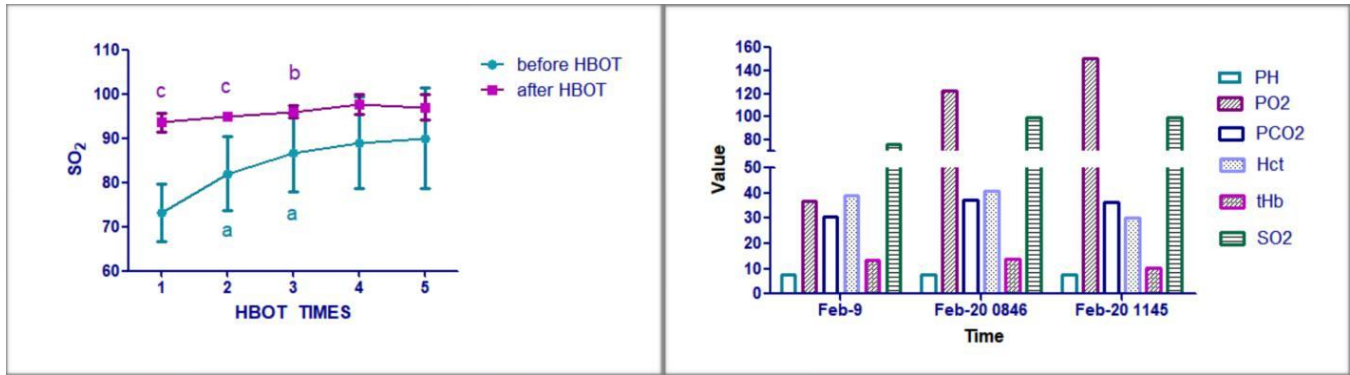 110
100
90
80
70
60
SO2
c
c
b
a
a
1 2 3 4 5
HBOT TIMES
before HBOT
after HBOT
160
140
120
100
80
50
40
30
20
10
0
Value
Feb-9 Feb-20 0846 Feb-20 1145
Time
PH
PO2
PCO2
Hct
tHb
SO2